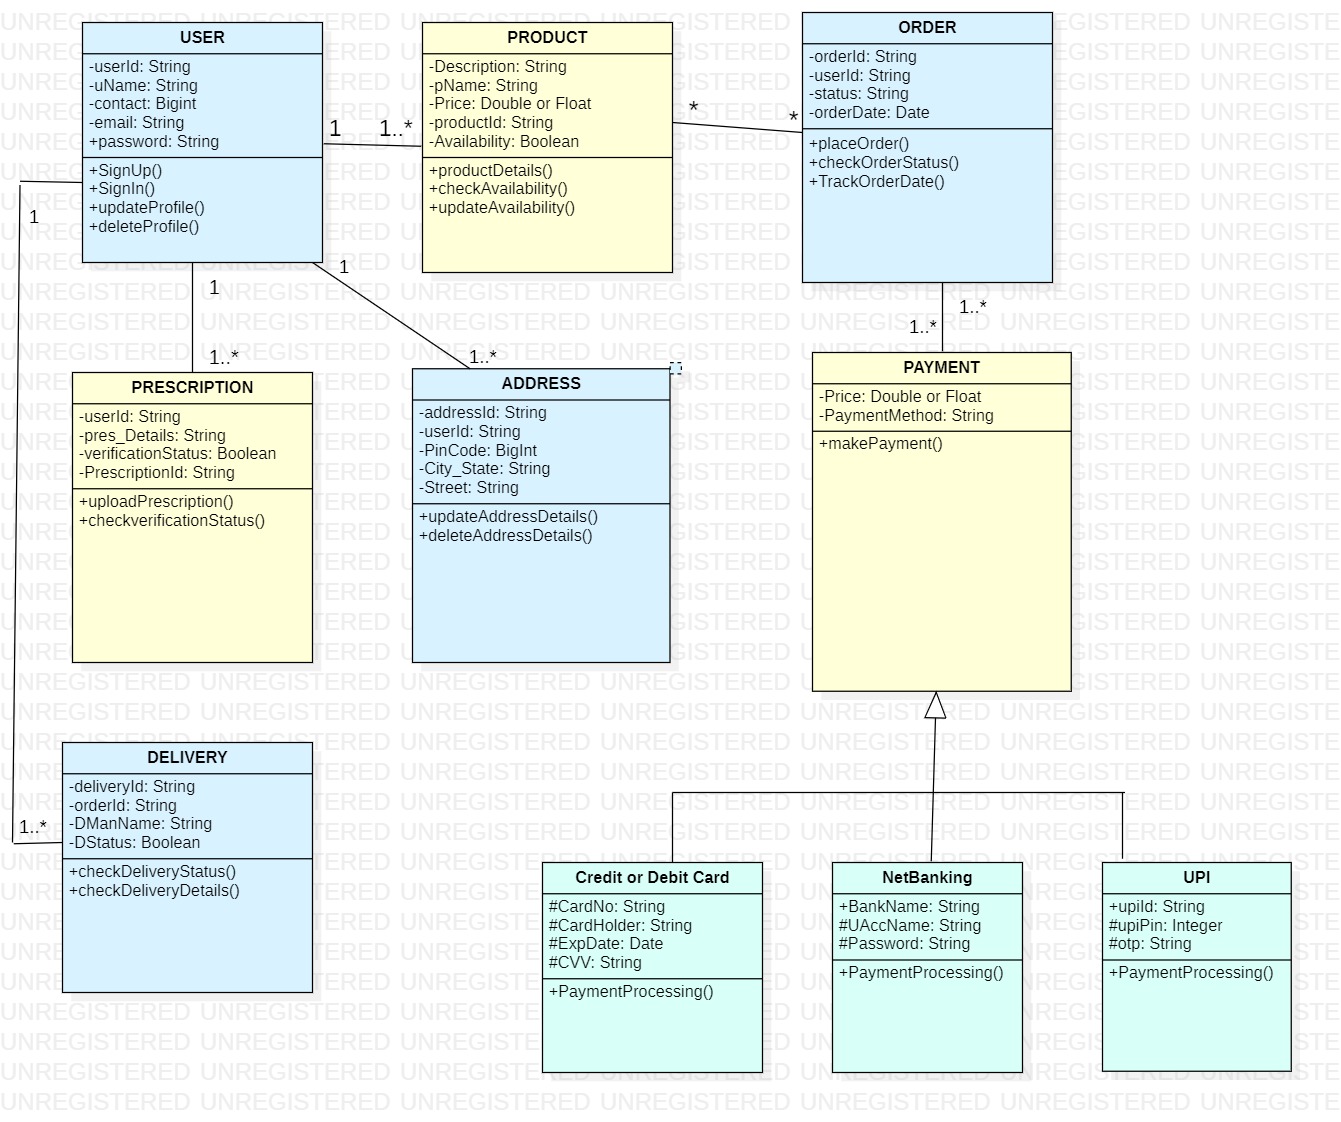 USER
-userId: String
-uName: String
-contact: Bigint
-email: String
+password: String
+SignUp()
+SignIn()
+updateProfile()
+deleteProfile()
1
1..*
PRODUCT
-Description: String
-pName: String
-Price: Double or Float
-productId: String
-Availability: Boolean
+productDetails()
+checkAvailability()
+updateAvailability()
*
*
ORDER
-orderId: String
-userId: String
-status: String
-orderDate: Date
+placeOrder()
+checkOrderStatus()
+TrackOrderDate()
1
1
1..*
1
1..*
1..*
1..*
PRESCRIPTION
-userId: String
-pres_Details: String
-verificationStatus: Boolean
-PrescriptionId: String
+uploadPrescription()
+checkverificationStatus()
ADDRESS
-addressId: String
-userId: String
-PinCode: BigInt
-City_State: String
-Street: String
+updateAddressDetails()
+deleteAddressDetails()
PAYMENT
-Price: Double or Float
-PaymentMethod: String
+makePayment()
1..*
DELIVERY
-deliveryId: String
-orderId: String
-DManName: String
-DStatus: Boolean
+checkDeliveryStatus()
+checkDeliveryDetails()
Credit or Debit Card
#CardNo: String
#CardHolder: String
#ExpDate: Date
#CVV: String
+PaymentProcessing()
NetBanking
+BankName: String
#UAccName: String
#Password: String
+PaymentProcessing()
UPI
+upiId: String
#upiPin: Integer
#otp: String
+PaymentProcessing()
UNREGISTERED UNREGISTERED UNREGISTERED UNREGISTERED UNREGISTERED UNREGISTERED UNREGISTE